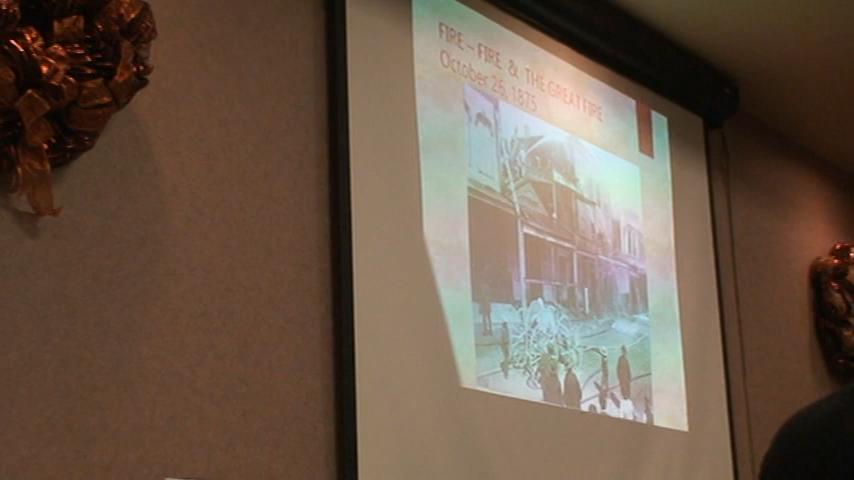 FIRE – FIRE & THE GREAT FIRE
October 26, 1875